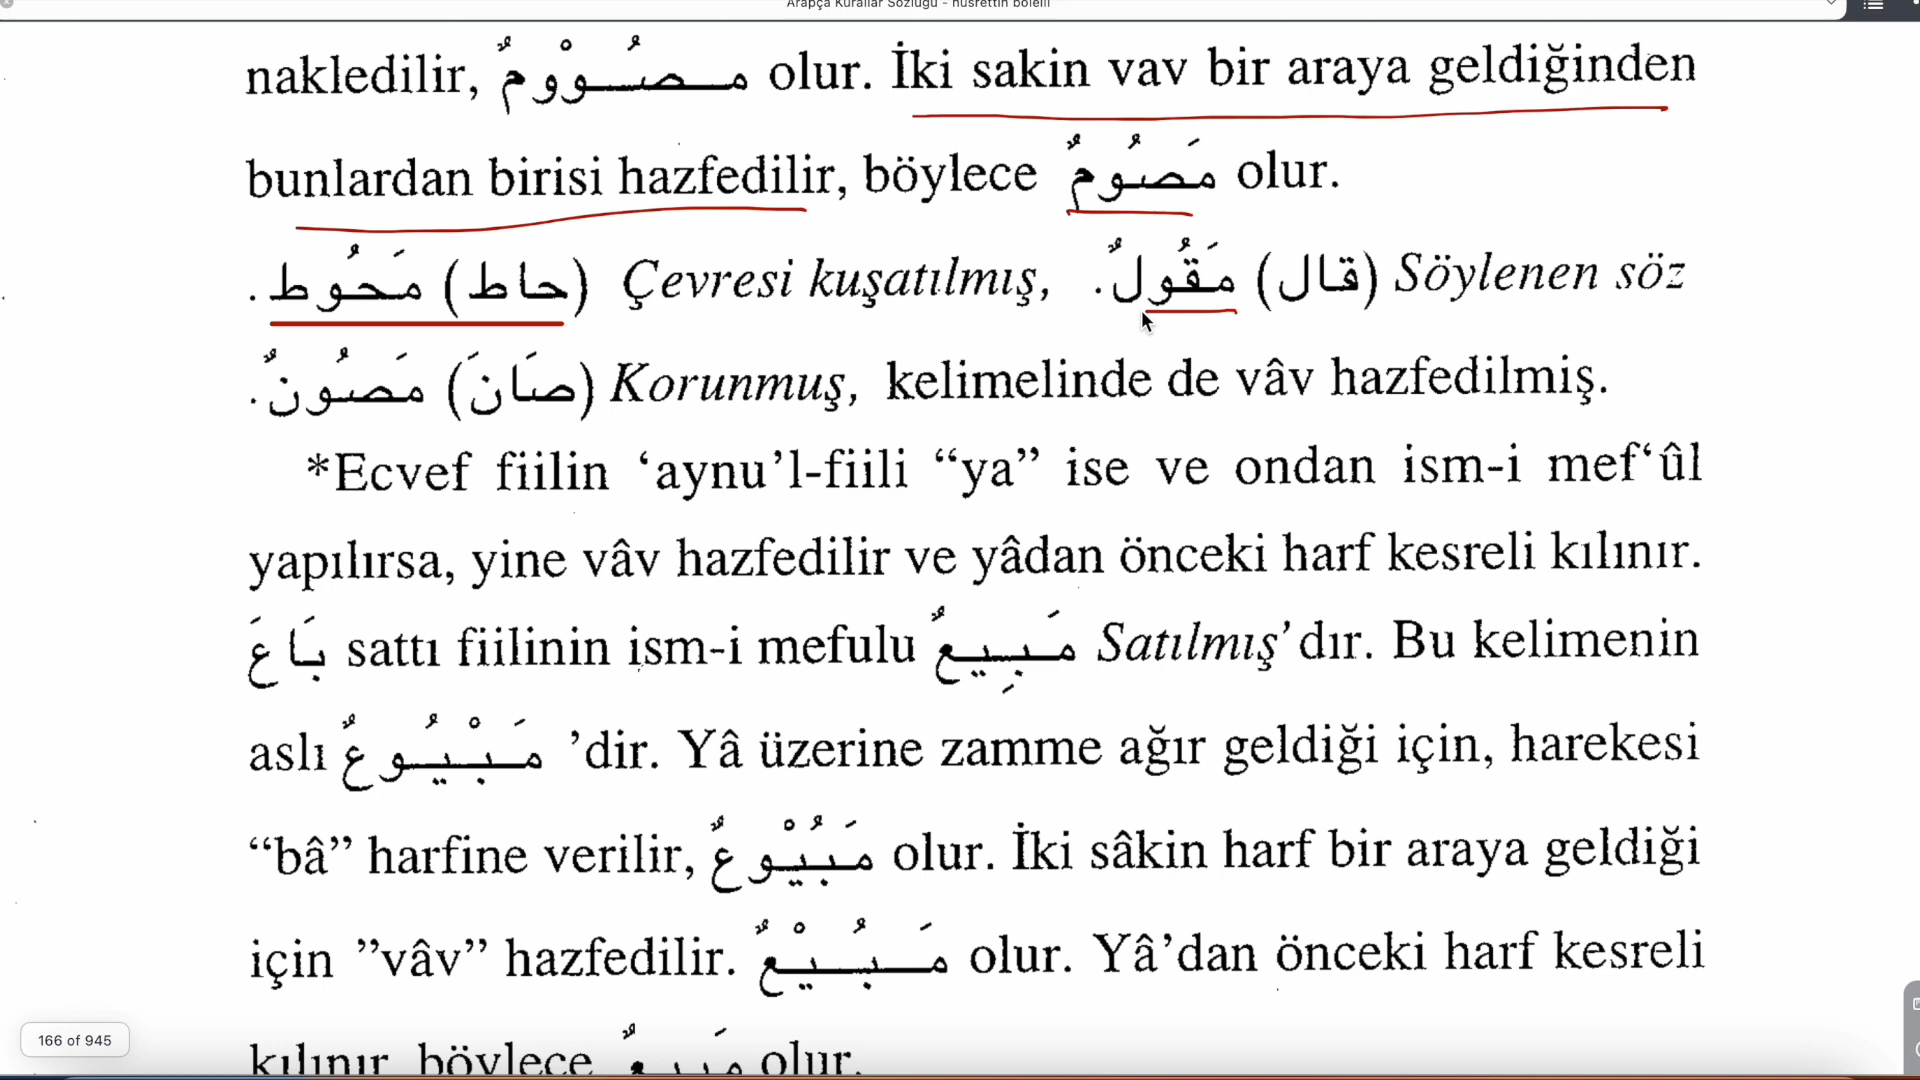 Arapça Kurallar Sözlüğü - nusrettin bolelli
nakledilir, مَصُوْومٌ olur. İki sakin vav bir araya geldiğinden
bunlardan birisi hazfedilir, böylece مَصُومٌ olur.
Söylenen söz (قال) مَقُولٌ. Çevresi kuşatılmış, (حاط) مَحُوط.
(صَانَ) مَصُونٌ. Korunmuş, kelimelinde de vâv hazfedilmiş.
*Ecvef fiilin ‘aynu’l-fiili “ya” ise ve ondan ism-i mef‘ûl
yapılırsa, yine vâv hazfedilir ve yâdan önceki harf kesreli kılınır.
بَاعَ sattı fiilinin ism-i mefulu مَبِيعٌ Satılmış’dır. Bu kelimenin
aslı مَبْيُوعٌ ’dir. Yâ üzerine zamme ağır geldiği için, harekesi
“bâ” harfine verilir, مَبُيْوعٌ olur. İki sâkin harf bir araya geldiği
için ”vâv” hazfedilir. مَبُيْعٌ olur. Yâ’dan önceki harf kesreli
kılınır, böylece مَبيعٌ olur.
166 of 945